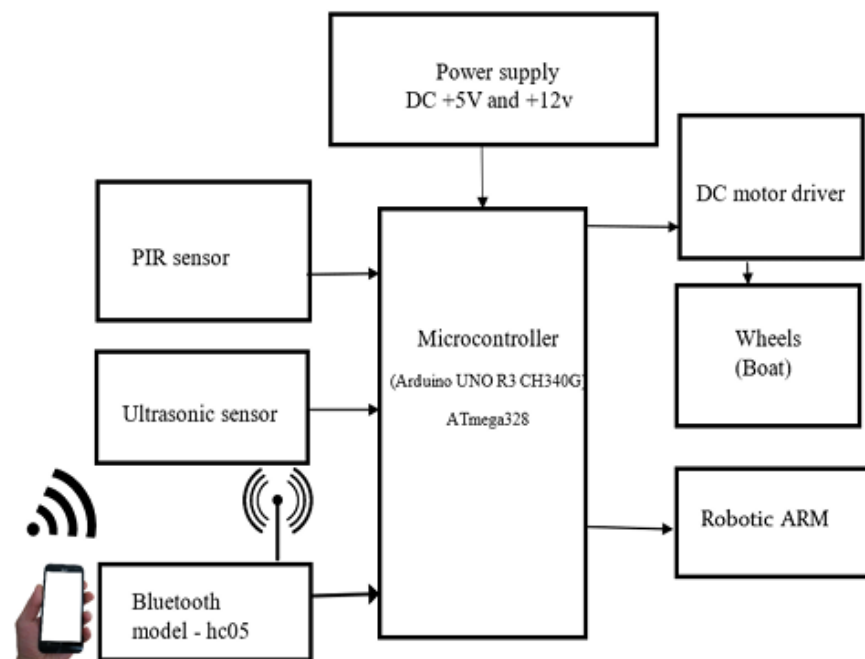 Power supply
DC +5V and +12v
DC motor driver
PIR sensor
Microcontroller
(Arduino UNO R3 CH340G)
ATmega328
Wheels
(Boat)
Ultrasonic sensor
Robotic ARM
Bluetooth
model - hc05